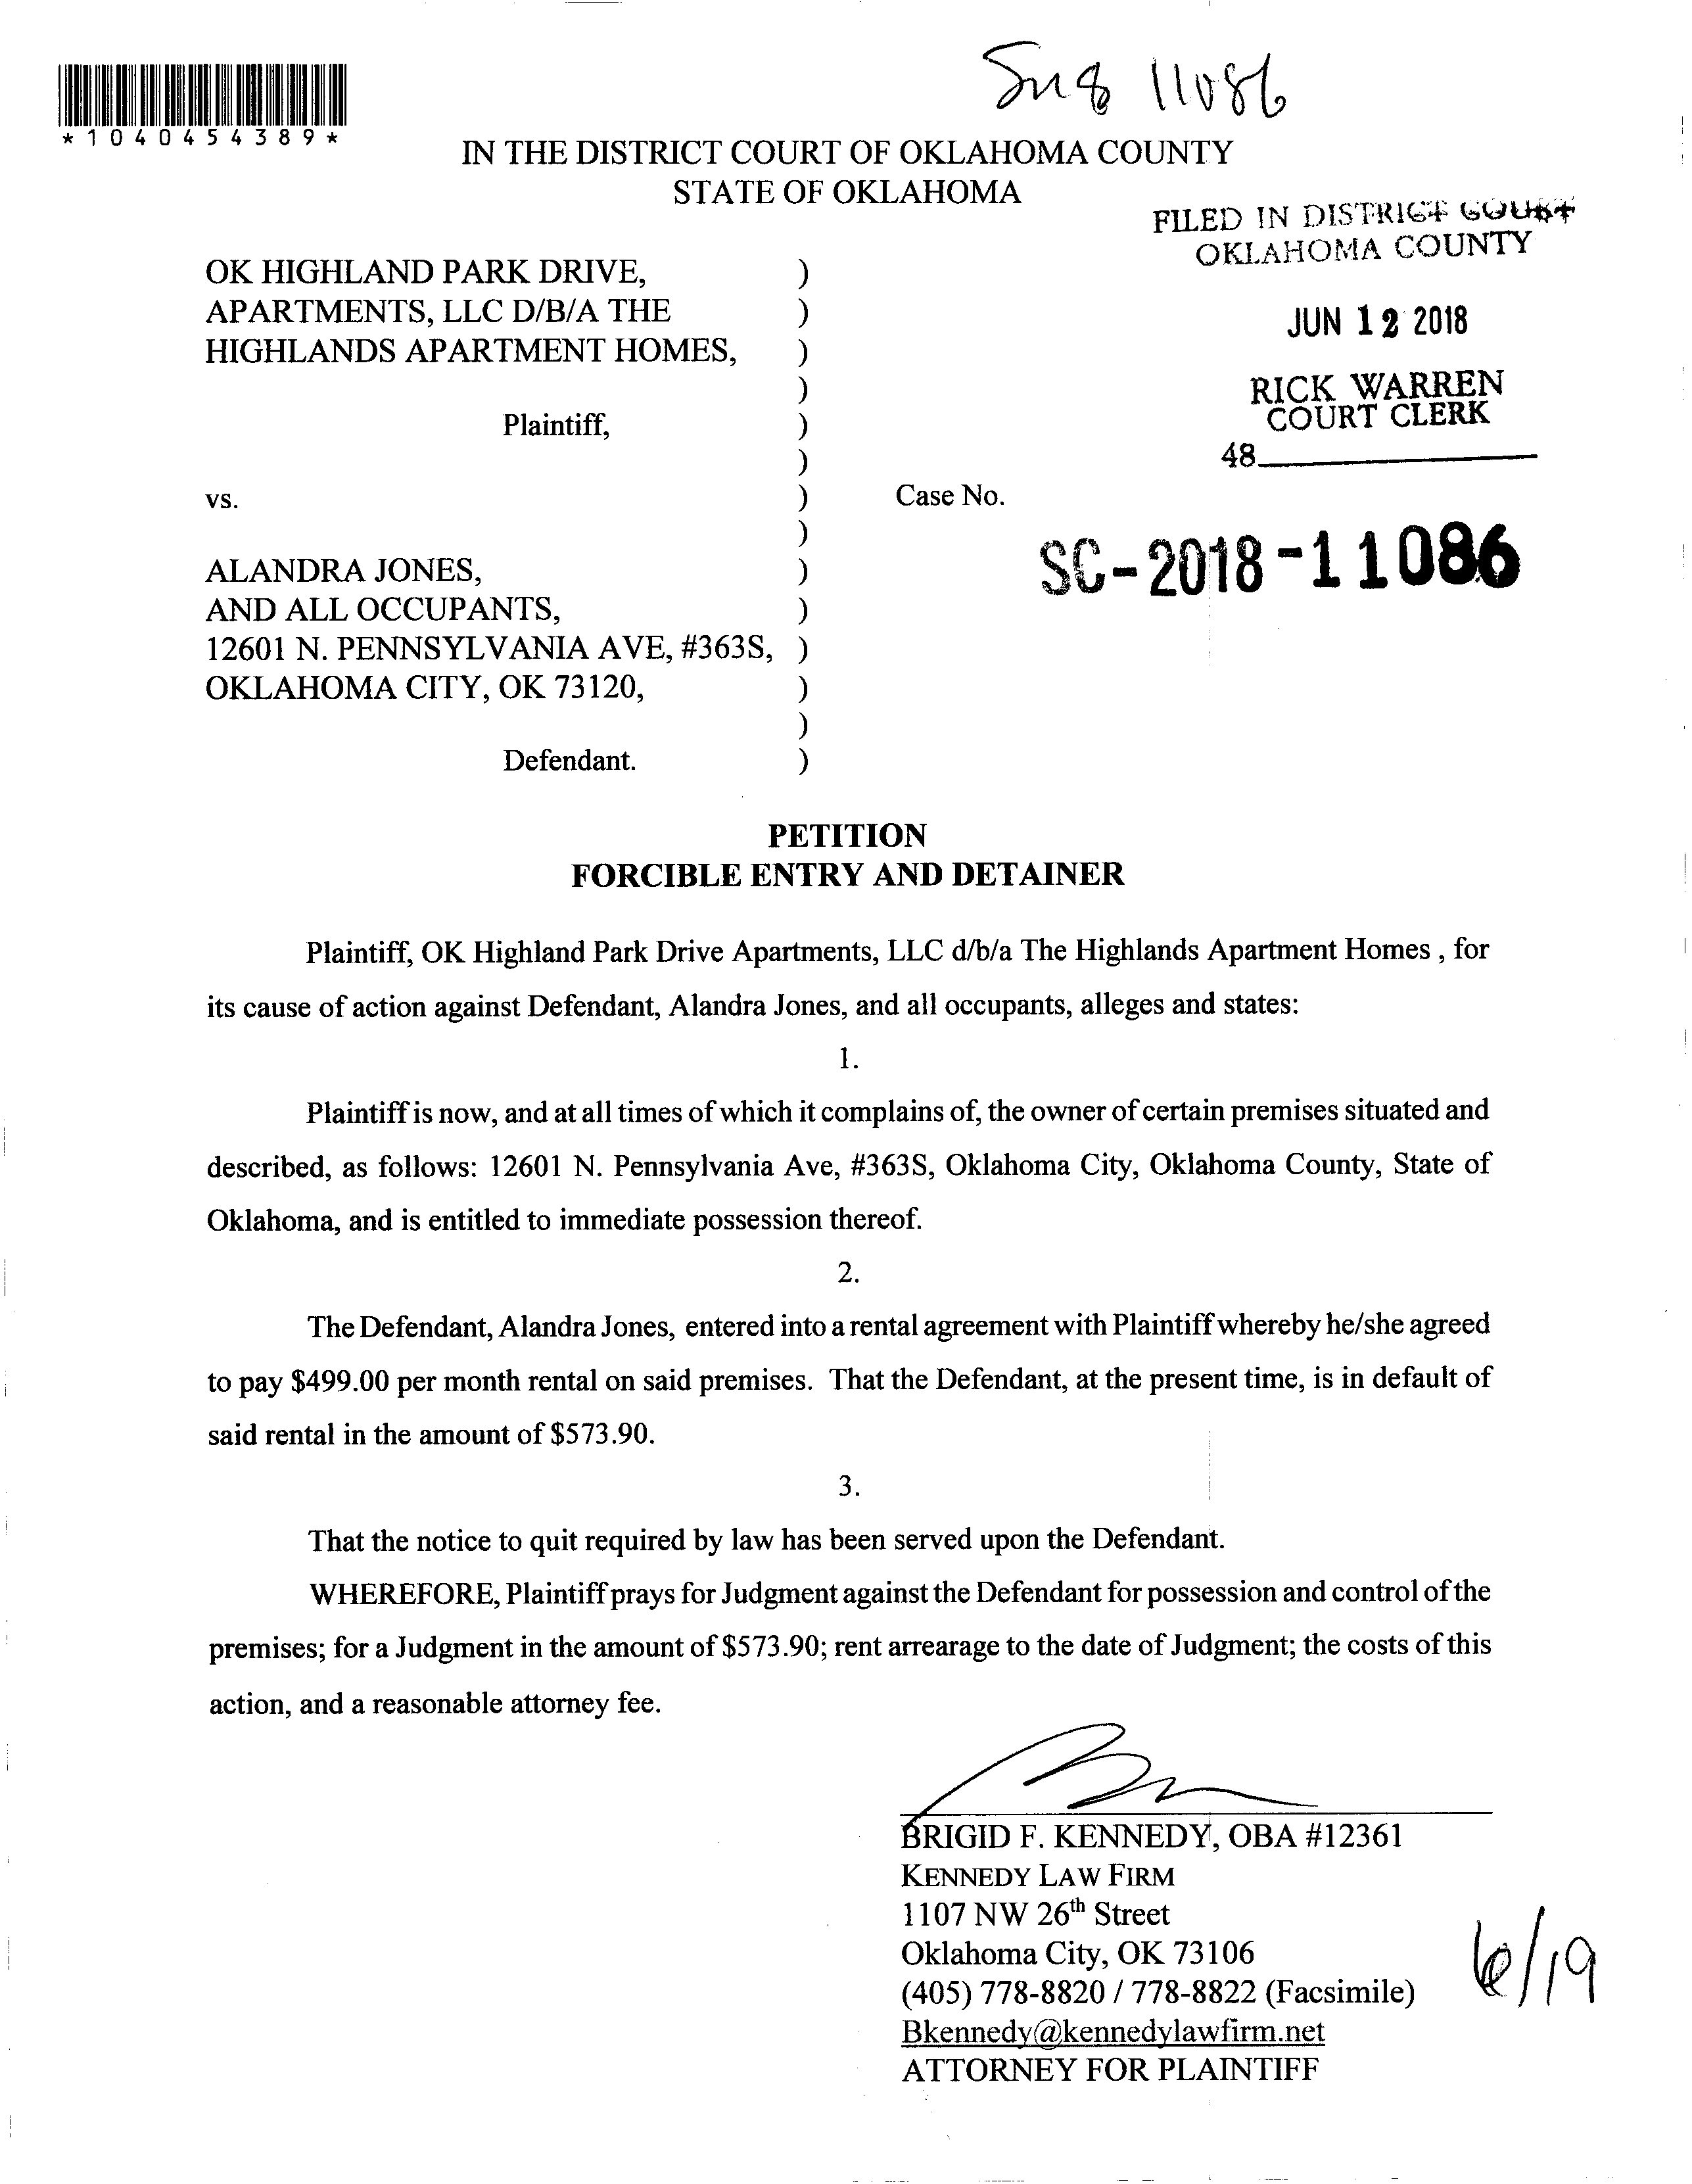 11086
*1040454389*
IN THE DISTRICT COURT OF OKLAHOMA COUNTY
STATE OF OKLAHOMA
FILED IN DISTRICT COURT
OKLAHOMA COUNTY
JUN 12 2018
RICK WARREN
COURT CLERK
48
OK HIGHLAND PARK DRIVE, )
APARTMENTS, LLC D/B/A THE )
HIGHLANDS APARTMENT HOMES, )
)
Plaintiff, )
)
vs. ) Case No.
)
SC-2018-11086
ALANDRA JONES, )
AND ALL OCCUPANTS, )
12601 N. PENNSYLVANIA AVE, #363S, )
OKLAHOMA CITY, OK 73120, )
)
Defendant. )
PETITION
FORCIBLE ENTRY AND DETAINER
Plaintiff, OK Highland Park Drive Apartments, LLC d/b/a The Highlands Apartment Homes , for
its cause of action against Defendant, Alandra Jones, and all occupants, alleges and states:
1.
Plaintiff is now, and at all times of which it complains of, the owner of certain premises situated and
described, as follows: 12601 N. Pennsylvania Ave, #363S, Oklahoma City, Oklahoma County, State of
Oklahoma, and is entitled to immediate possession thereof.
2.
The Defendant, Alandra Jones, entered into a rental agreement with Plaintiff whereby he/she agreed
to pay $499.00 per month rental on said premises. That the Defendant, at the present time, is in default of
said rental in the amount of $573.90.
3.
That the notice to quit required by law has been served upon the Defendant.
WHEREFORE, Plaintiff prays for Judgment against the Defendant for possession and control of the
premises; for a Judgment in the amount of $573.90; rent arrearage to the date of Judgment; the costs of this
action, and a reasonable attorney fee.
BRIGID F. KENNEDY, OBA #12361
KENNEDY LAW FIRM
1107 NW 26th Street
Oklahoma City, OK 73106
(405) 778-8820 / 778-8822 (Facsimile)
Bkennedy@kennedylawfirm.net
ATTORNEY FOR PLAINTIFF
6/19